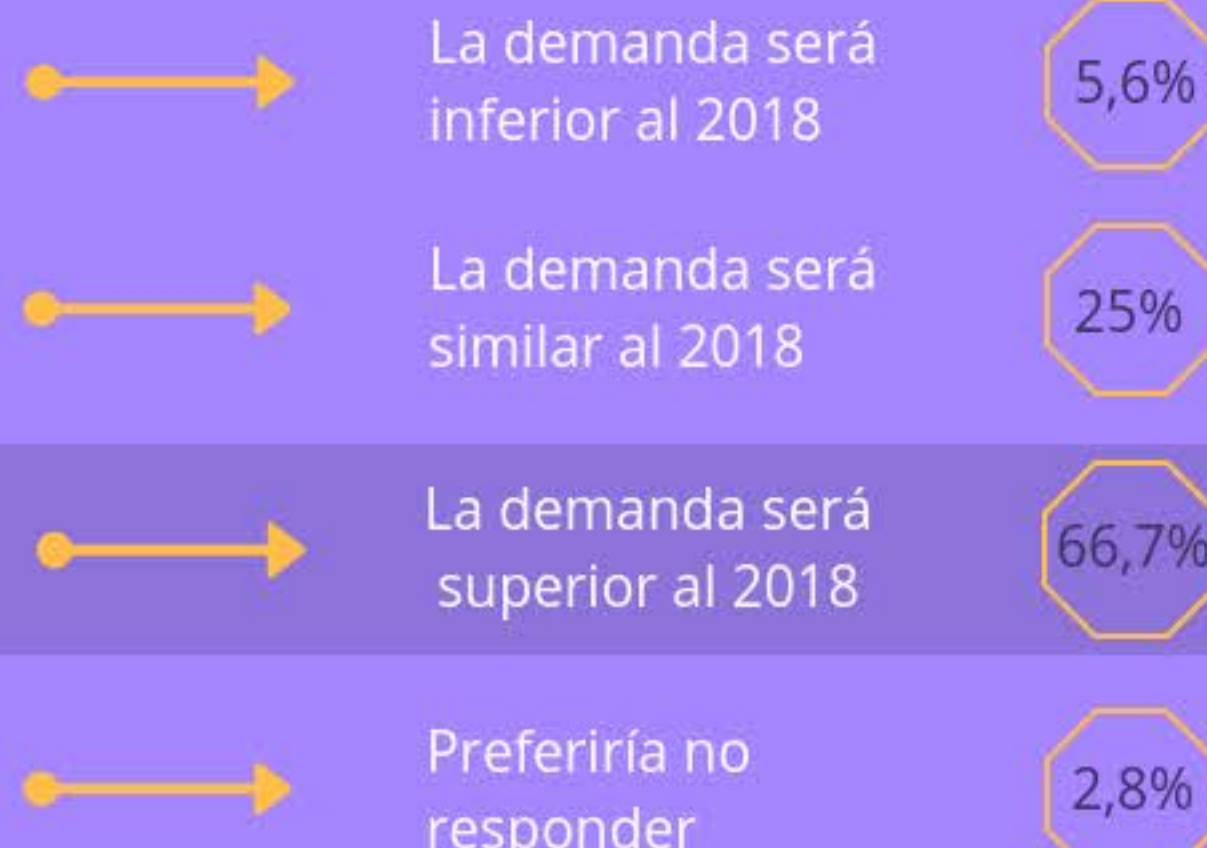 La demanda será
inferior al 2018
5,6%
La demanda será
similar al 2018
25%
La demanda será
superior al 2018
66,7%
Preferiría no
responder
2,8%